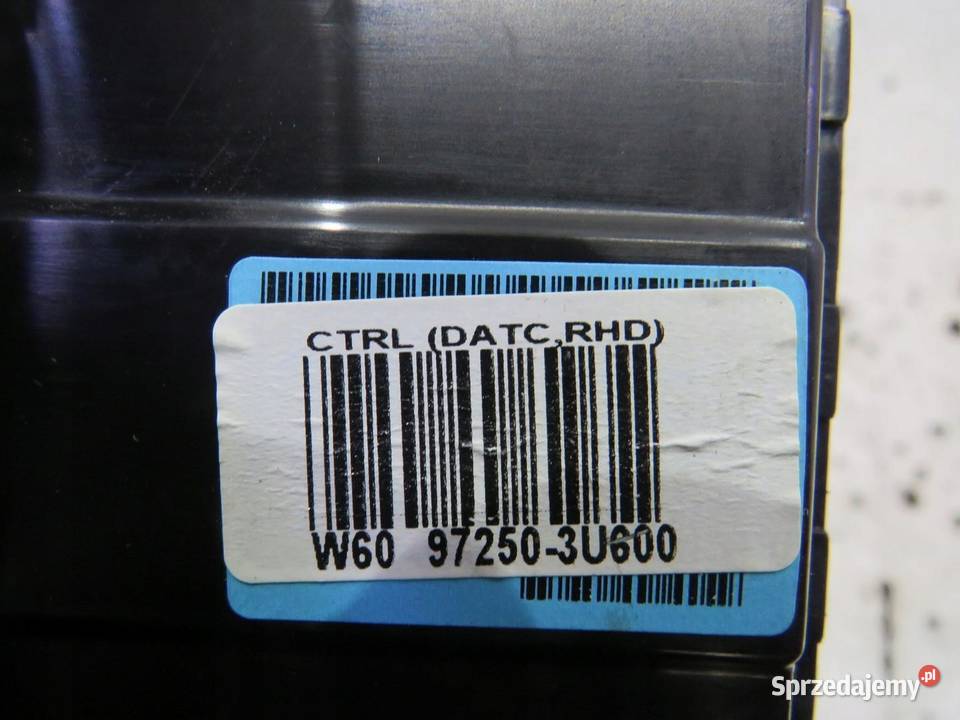 CTRL (DATC,RHD)
W60 97250-3U600
Sprzedajemy.pl